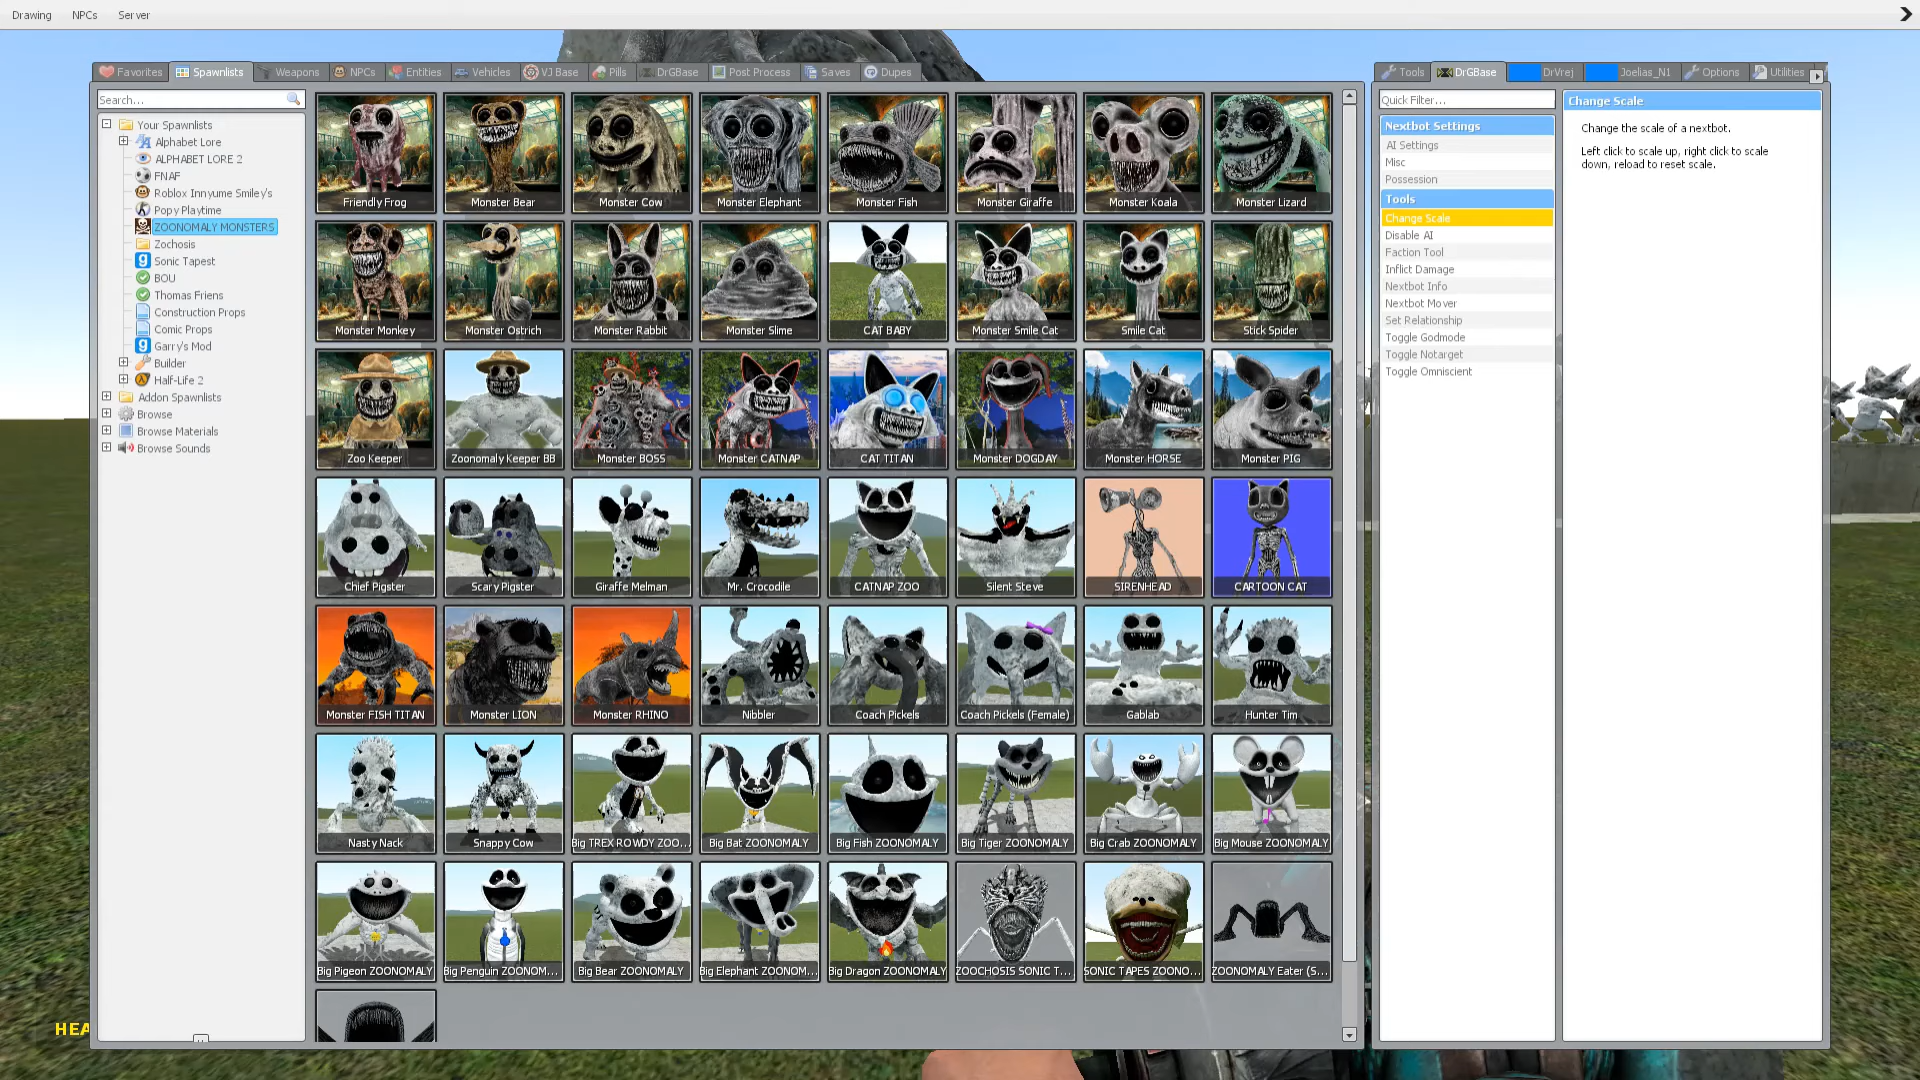 Drawing NPCs Server
Favorites Spawnlists Weapons NPCs Entities Vehicles VJ Base Pills DrGBase Post Process Saves Dupes
Search...
Your Spawnlists
Alphabet Lore
ALPHABET LORE 2
FNAF
Roblox Innyume Smiley's
Popy Playtime
ZOONOMALY MONSTERS
Zochosis
Sonic Tapest
BOU
Thomas Friens
Construction Props
Comic Props
Garry's Mod
Builder
Half-Life 2
Addon Spawnlists
Browse
Browse Materials
Browse Sounds
Friendly Frog Monster Bear Monster Cow Monster Elephant Monster Fish Monster Giraffe Monster Koala Monster Lizard
Monster Monkey Monster Ostrich Monster Rabbit Monster Slime CAT BABY Monster Smile Cat Smile Cat Stick Spider
Zoo Keeper Zoonomaly Keeper BB Monster BOSS Monster CATNAP CAT TITAN Monster DOGDAY Monster HORSE Monster PIG
Chief Pigster Scary Pigster Giraffe Melman Mr. Crocodile CATNAP ZOO Silent Steve SIRENHEAD CARTOON CAT
Monster FISH TITAN Monster LION Monster RHINO Nibbler Coach Pickels Coach Pickels (Female) Gablab Hunter Tim
Nasty Nack Snappy Cow Big TREX ROWDY ZOO... Big Bat ZOONOMALY Big Fish ZOONOMALY Big Tiger ZOONOMALY Big Crab ZOONOMALY Big Mouse ZOONOMALY
Big Pigeon ZOONOMALY Big Penguin ZOONOM... Big Bear ZOONOMALY Big Elephant ZOONOM... Big Dragon ZOONOMALY ZOOCHOSIS SONIC T... SONIC TAPES ZOONO... ZOONOMALY Eater (S...
HEA
Tools DrGBase DrVrej Joelias_N1 Options Utilities
Quick Filter...
Nextbot Settings
AI Settings
Misc
Possession
Tools
Change Scale
Disable AI
Faction Tool
Inflict Damage
Nextbot Info
Nextbot Mover
Set Relationship
Toggle Godmode
Toggle Notarget
Toggle Omniscient
Change Scale
Change the scale of a nextbot.
Left click to scale up, right click to scale
down, reload to reset scale.